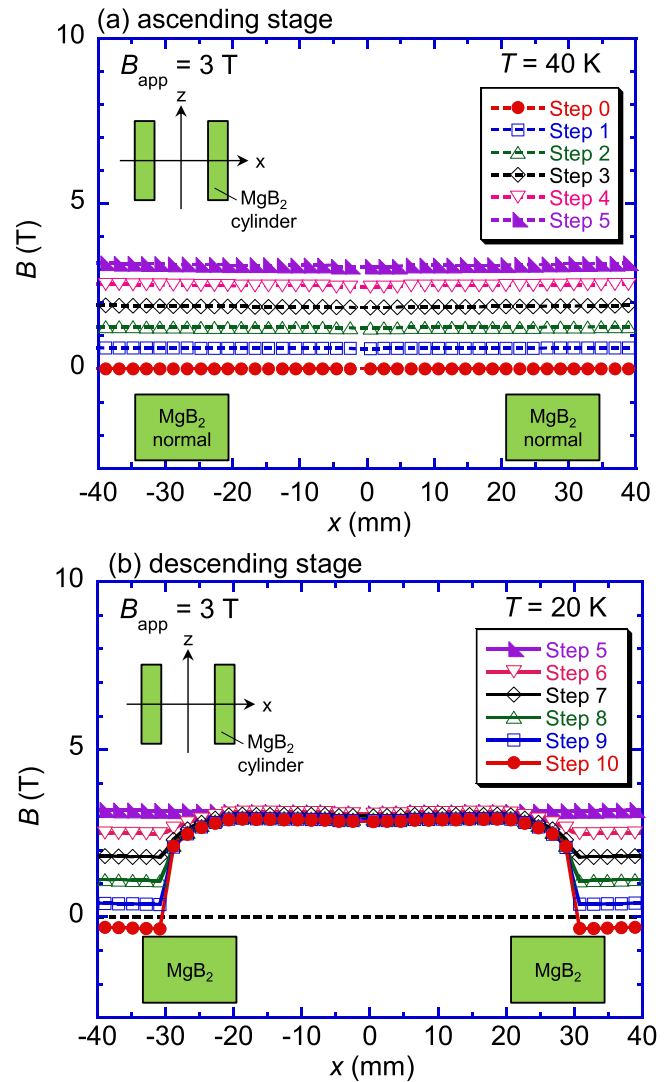 (a) ascending stage
10
B_app = 3 T
T = 40 K
z
x
MgB₂
cylinder
Step 0
Step 1
Step 2
Step 3
Step 4
Step 5
5
B (T)
0
MgB₂
normal
MgB₂
normal
-40 -30 -20 -10 0 10 20 30 40
x (mm)
(b) descending stage
10
B_app = 3 T
T = 20 K
z
x
MgB₂
cylinder
Step 5
Step 6
Step 7
Step 8
Step 9
Step 10
5
B (T)
0
MgB₂
MgB₂
-40 -30 -20 -10 0 10 20 30 40
x (mm)